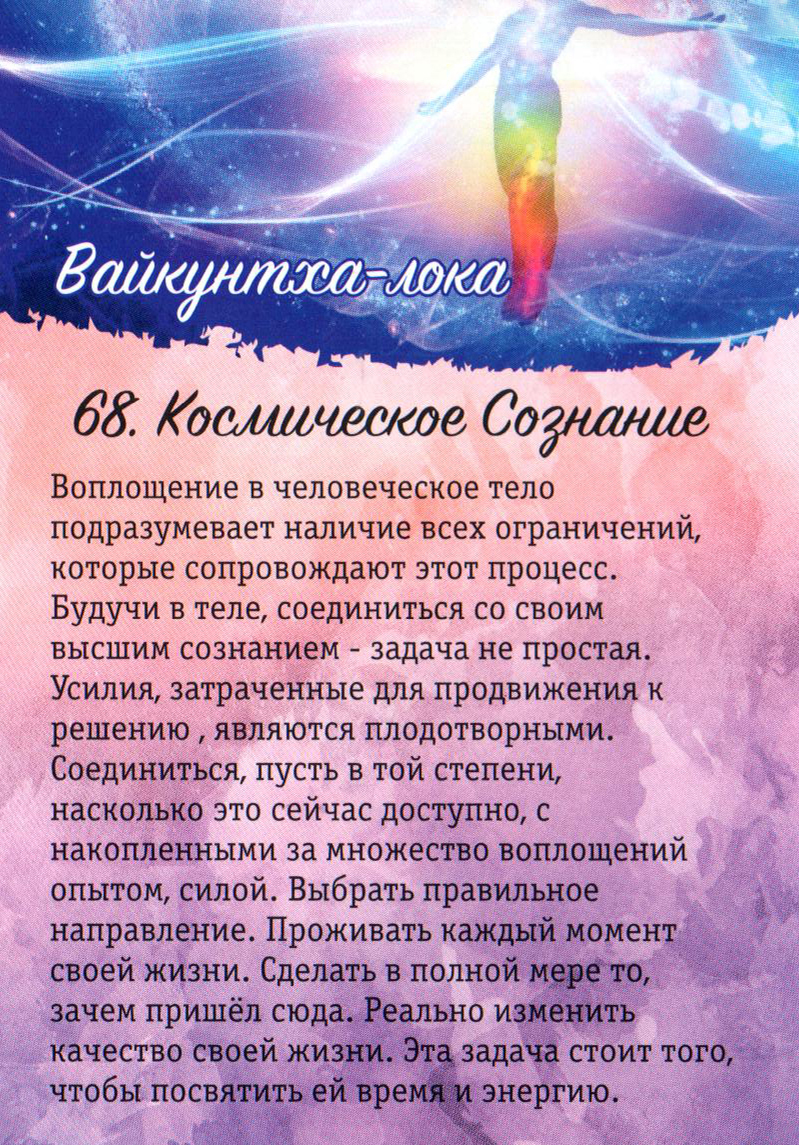 Вайкунтха-лока
68. Космическое Сознание
Воплощение в человеческое тело
подразумевает наличие всех ограничений,
которые сопровождают этот процесс.
Будучи в теле, соединиться со своим
высшим сознанием - задача не простая.
Усилия, затраченные для продвижения к
решению , являются плодотворными.
Соединиться, пусть в той степени,
насколько это сейчас доступно, с
накопленными за множество воплощений
опытом, силой. Выбрать правильное
направление. Проживать каждый момент
своей жизни. Сделать в полной мере то,
зачем пришёл сюда. Реально изменить
качество своей жизни. Эта задача стоит того,
чтобы посвятить ей время и энергию.